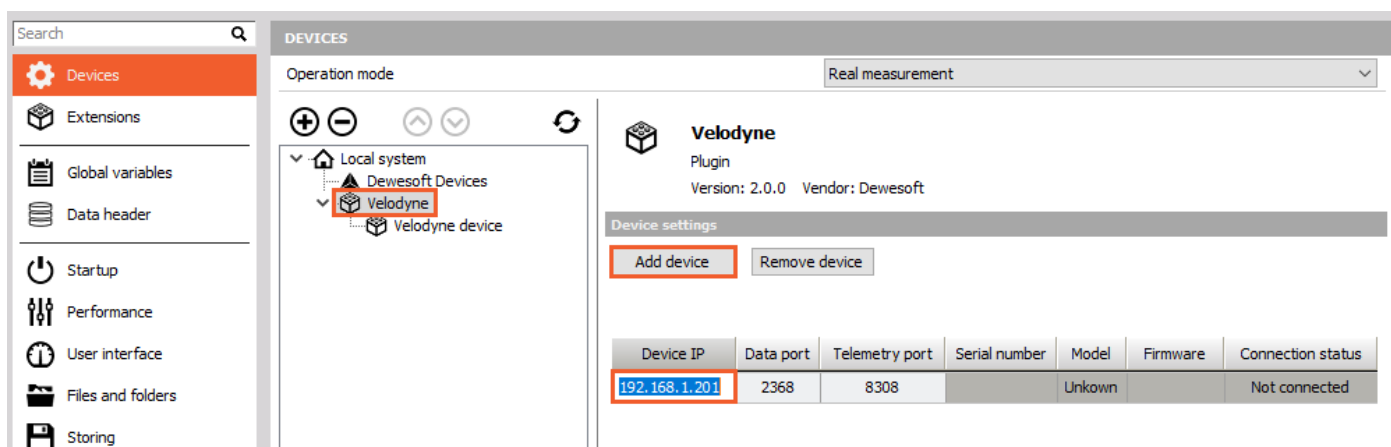 Search
DEVICES
Devices
Operation mode
Real measurement
Extensions
Global variables
Data header
Startup
Performance
User interface
Files and folders
Storing
Local system
Dewesoft Devices
Velodyne
Velodyne device
Velodyne
Plugin
Version: 2.0.0 Vendor: Dewesoft
Device settings
Add device Remove device
Device IP Data port Telemetry port Serial number Model Firmware Connection status
192.168.1.201 2368 8308 Unkown Not connected